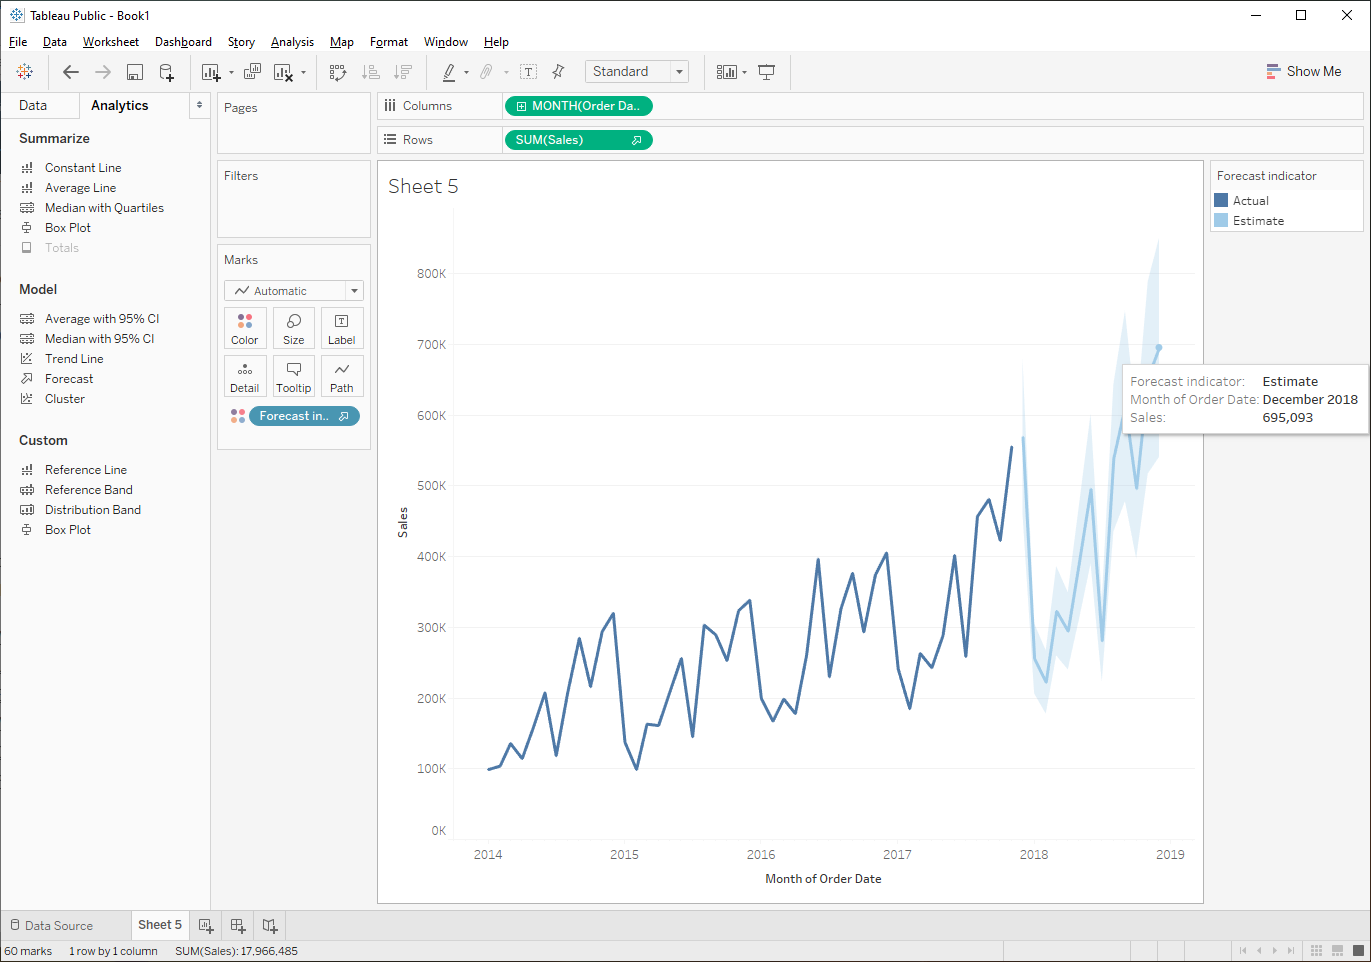 Tableau Public - Book1
File Data Worksheet Dashboard Story Analysis Map Format Window Help
Standard
Show Me
Data Analytics
Summarize
Constant Line
Average Line
Median with Quartiles
Box Plot
Totals
Model
Average with 95% CI
Median with 95% CI
Trend Line
Forecast
Cluster
Custom
Reference Line
Reference Band
Distribution Band
Box Plot
Pages
Filters
Marks
Automatic
Color Size Label
Detail Tooltip Path
Forecast in..
Columns MONTH(Order Da..
Rows SUM(Sales)
Sheet 5
800K
700K
600K
500K
400K
300K
200K
100K
0K
Sales
2014 2015 2016 2017 2018 2019
Month of Order Date
Forecast indicator: Estimate
Month of Order Date: December 2018
Sales: 695,093
Forecast indicator
Actual
Estimate
Data Source Sheet 5
60 marks 1 row by 1 column SUM(Sales): 17,966,485